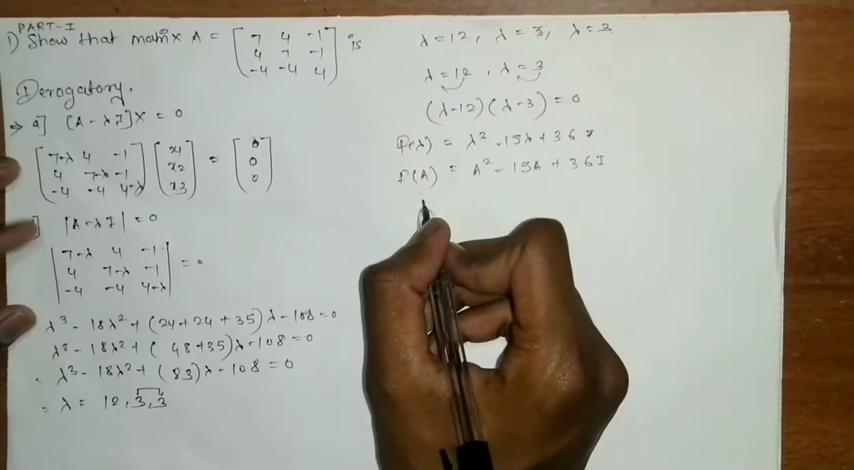 PART-I
1) Show that matrix A = [7 4 -1 is
4 7 -1
-4 -4 4]
① Derogatory.
→ A] [A - λI]X = 0
[7-λ 4 -1 [x1 [0
4 7-λ -1 x2 = 0
-4 -4 4-λ] x3] 0]
] |A - λI| = 0
|7-λ 4 -1
4 7-λ -1 = 0
-4 -4 4-λ|
λ³ - 18λ² + (24 + 24 + 35)λ - 108 = 0
λ³ - 18λ² + (48 + 35)λ - 108 = 0
λ³ - 18λ² + (83)λ - 108 = 0
λ = 12, 3, 3
λ = 12, λ = 3, λ = 3
λ = 12, λ = 3
(λ-12)(λ-3) = 0
P(λ) = λ² - 15λ + 36
P(A) = A² - 15A + 36I